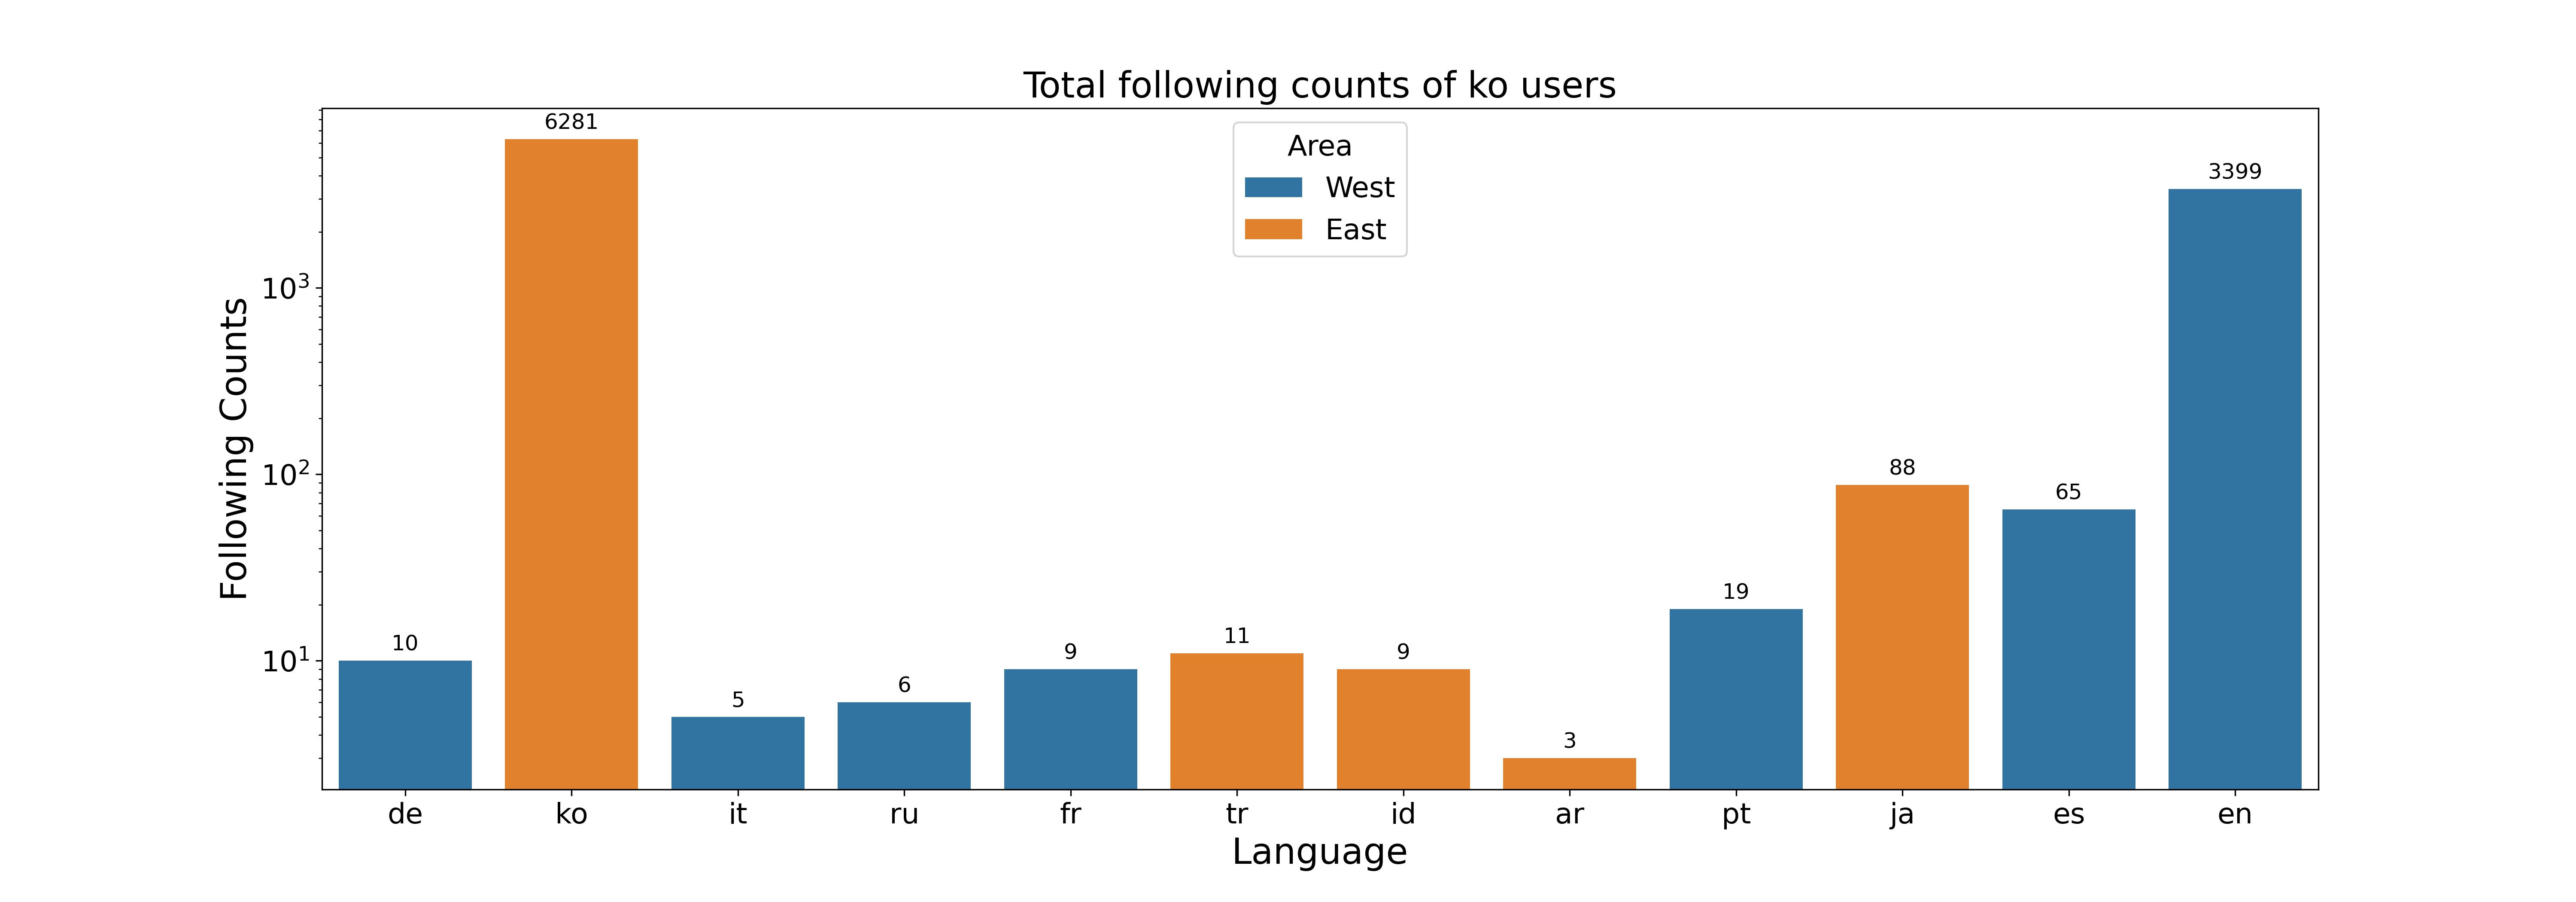 Total following counts of ko users
6281
Area
West
East
3399
10³
Following Counts
10²
88
65
19
10¹
10
5
6
9
11
9
3
de ko it ru fr tr id ar pt ja es en
Language